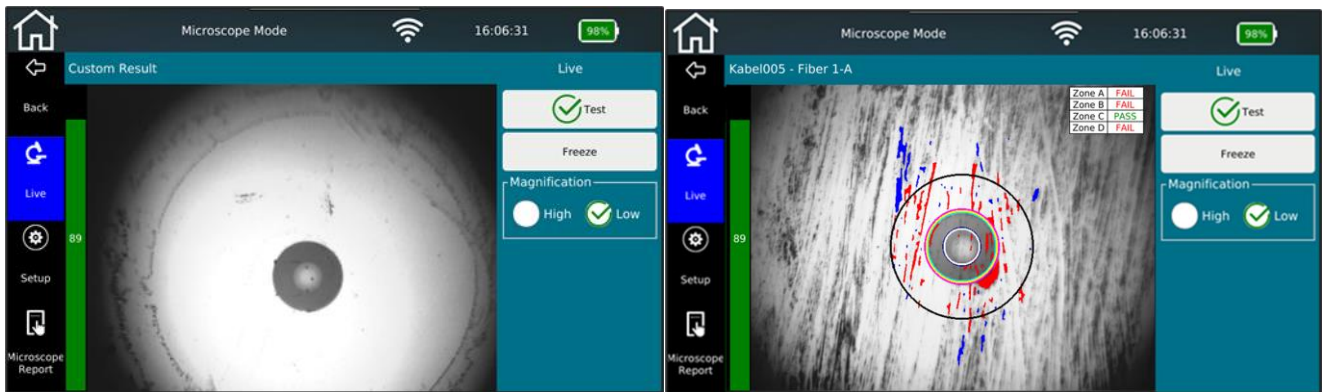 Microscope Mode
16:06:31
98%
Custom Result
Live
Back
Test
Freeze
Live
Magnification
High
Low
89
Setup
Microscope
Report
Microscope Mode
16:06:31
98%
Kabel005 - Fiber 1-A
Live
Back
Zone A FAIL
Zone B FAIL
Zone C PASS
Zone D FAIL
Test
Freeze
Live
Magnification
High
Low
89
Setup
Microscope
Report